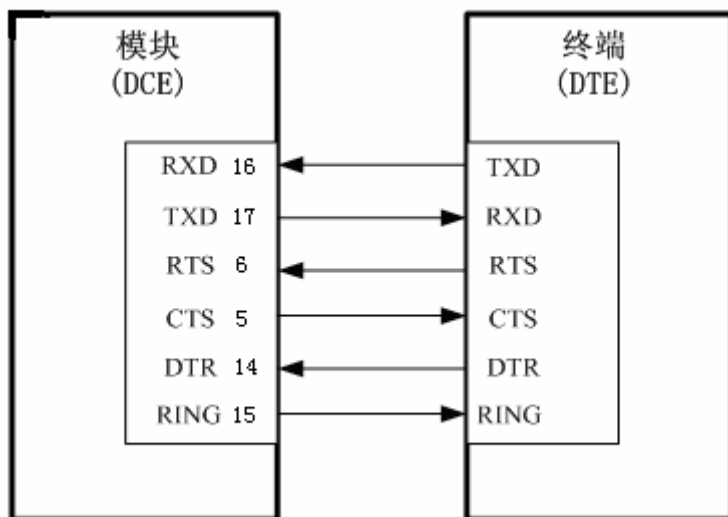 模块
(DCE)
终端
(DTE)
RXD 16
TXD
TXD 17
RXD
RTS 6
RTS
CTS 5
CTS
DTR 14
DTR
RING 15
RING